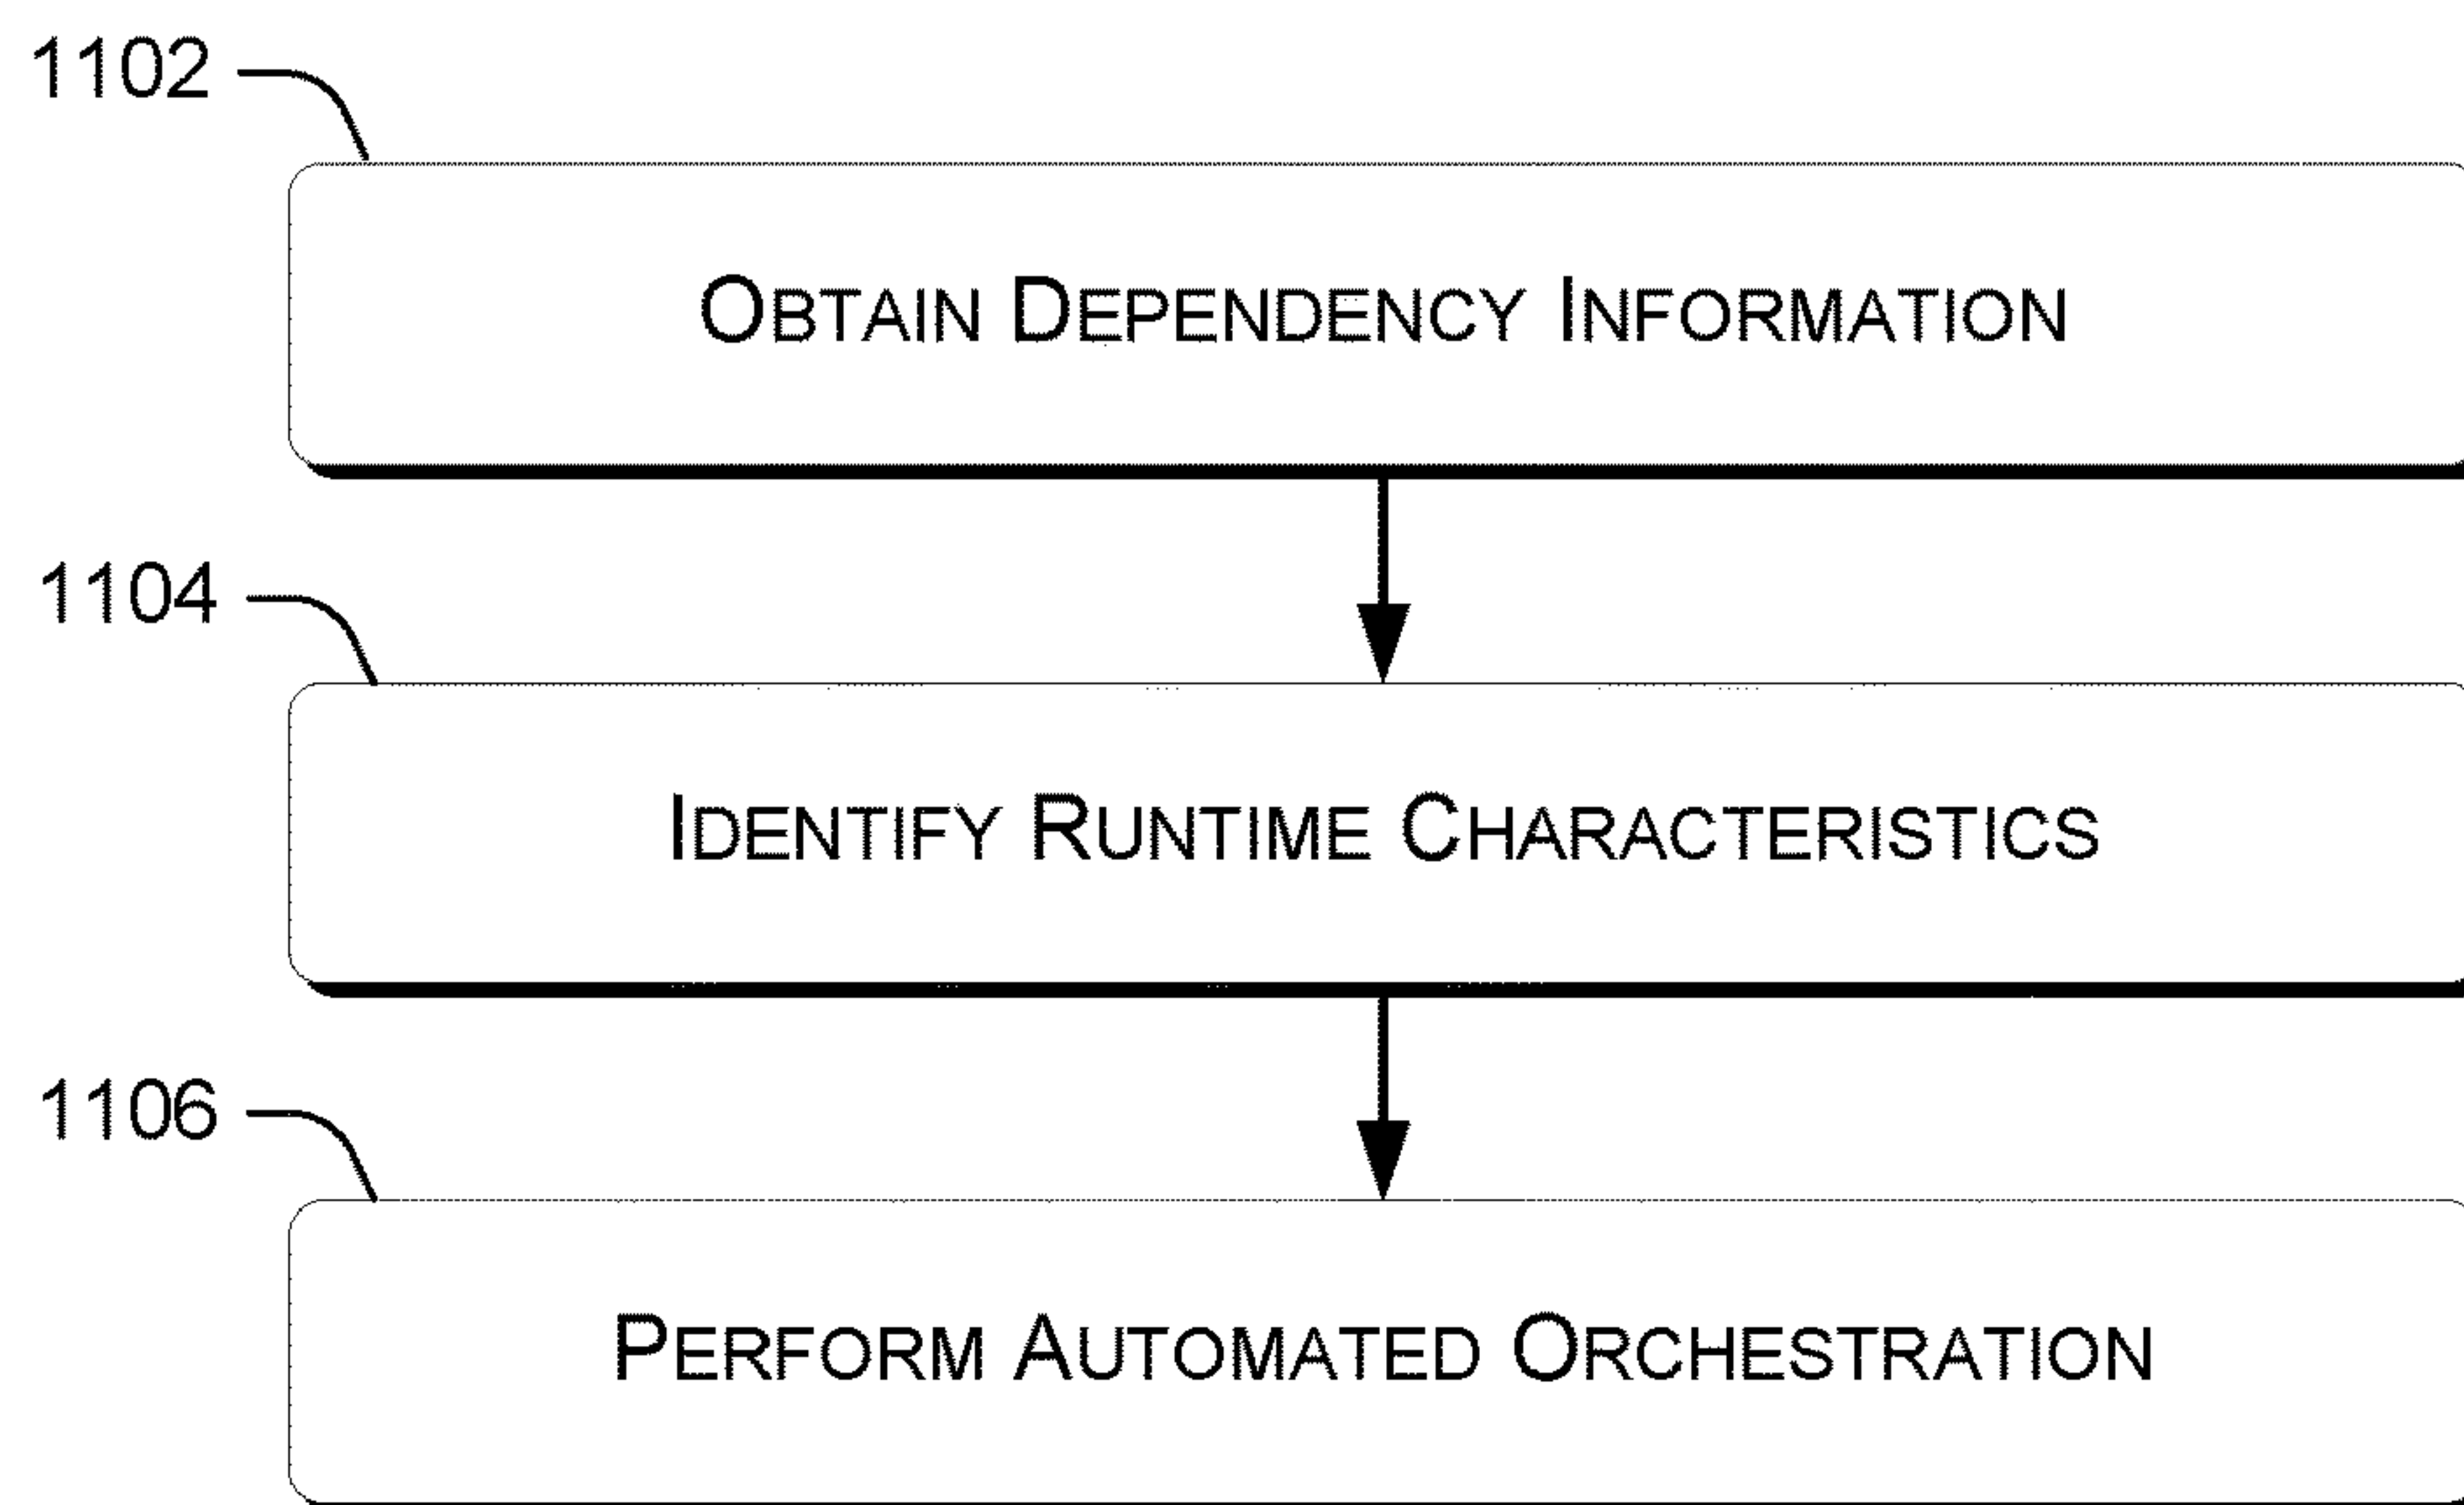 1102
OBTAIN DEPENDENCY INFORMATION
1104
IDENTIFY RUNTIME CHARACTERISTICS
1106
PERFORM AUTOMATED ORCHESTRATION